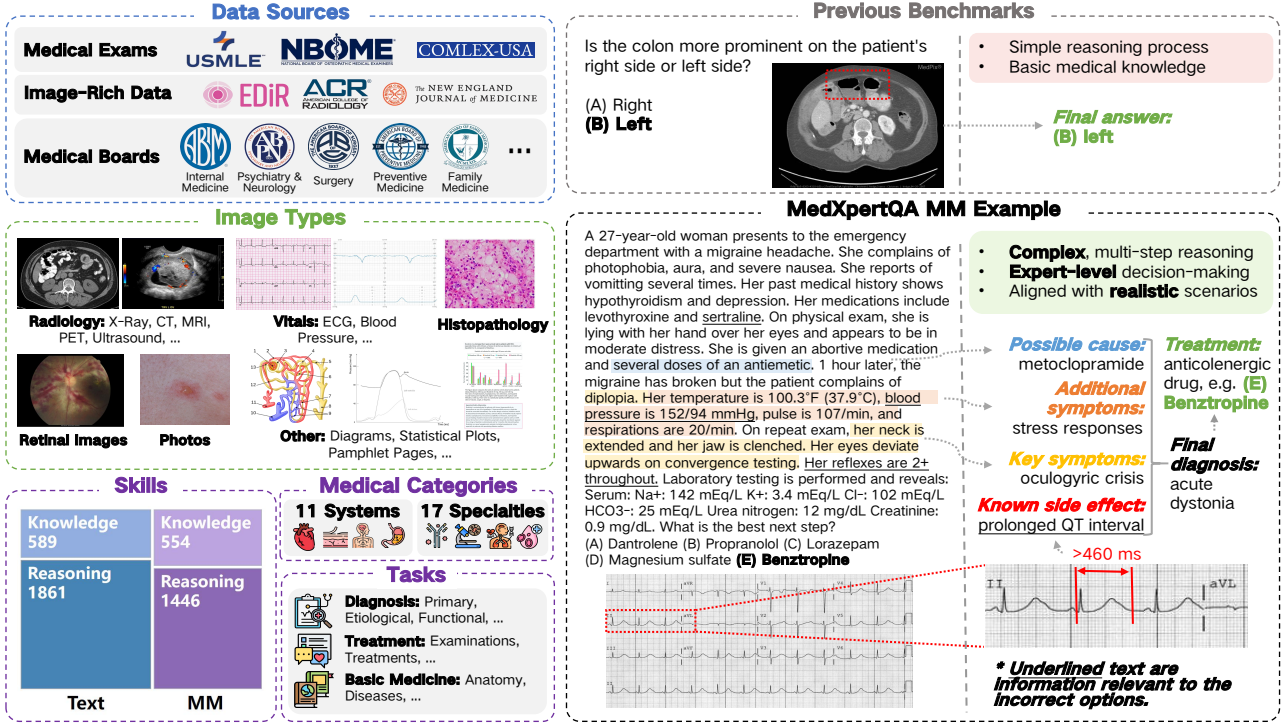 Data Sources
Medical Exams
USMLE
NBOME
NATIONAL BOARD OF OSTEOPATHIC MEDICAL EXAMINERS
COMLEX-USA
Image-Rich Data
EDiR
ACR
AMERICAN COLLEGE OF
RADIOLOGY
The NEW ENGLAND
JOURNAL of MEDICINE
Medical Boards
ABIM
Internal
Medicine
Psychiatry &
Neurology
Surgery
Preventive
Medicine
Family
Medicine
...
Image Types
Radiology: X-Ray, CT, MRI,
PET, Ultrasound, ...
Vitals: ECG, Blood
Pressure, ...
Histopathology
Retinal Images
Photos
Other: Diagrams, Statistical Plots,
Pamphlet Pages, ...
Skills
Knowledge
589
Reasoning
1861
Knowledge
554
Reasoning
1446
Text
MM
Medical Categories
11 Systems
17 Specialties
Tasks
Diagnosis: Primary,
Etiological, Functional, ...
Treatment: Examinations,
Treatments, ...
Basic Medicine: Anatomy,
Diseases, ...
Previous Benchmarks
Is the colon more prominent on the patient's
right side or left side?
(A) Right
(B) Left
MedPix®
• Simple reasoning process
• Basic medical knowledge
Final answer:
(B) left
MedXpertQA MM Example
A 27-year-old woman presents to the emergency
department with a migraine headache. She complains of
photophobia, aura, and severe nausea. She reports of
vomiting several times. Her past medical history shows
hypothyroidism and depression. Her medications include
levothyroxine and sertraline. On physical exam, she is
lying with her hand over her eyes and appears to be in
moderate distress. She is given an abortive medication
and several doses of an antiemetic. 1 hour later, the
migraine has broken but the patient complains of
diplopia. Her temperature is 100.3°F (37.9°C), blood
pressure is 152/94 mmHg, pulse is 107/min, and
respirations are 20/min. On repeat exam, her neck is
extended and her jaw is clenched. Her eyes deviate
upwards on convergence testing. Her reflexes are 2+
throughout. Laboratory testing is performed and reveals:
Serum: Na+: 142 mEq/L K+: 3.4 mEq/L Cl-: 102 mEq/L
HCO3-: 25 mEq/L Urea nitrogen: 12 mg/dL Creatinine:
0.9 mg/dL. What is the best next step?
(A) Dantrolene (B) Propranolol (C) Lorazepam
(D) Magnesium sulfate (E) Benztropine
• Complex, multi-step reasoning
• Expert-level decision-making
• Aligned with realistic scenarios
Possible cause:
metoclopramide
Additional
symptoms:
stress responses
Key symptoms:
oculogyric crisis
Known side effect:
prolonged QT interval
Treatment:
anticolenergic
drug, e.g. (E)
Benztropine
Final
diagnosis:
acute
dystonia
>460 ms
II
aVL
* Underlined text are
information relevant to the
incorrect options.